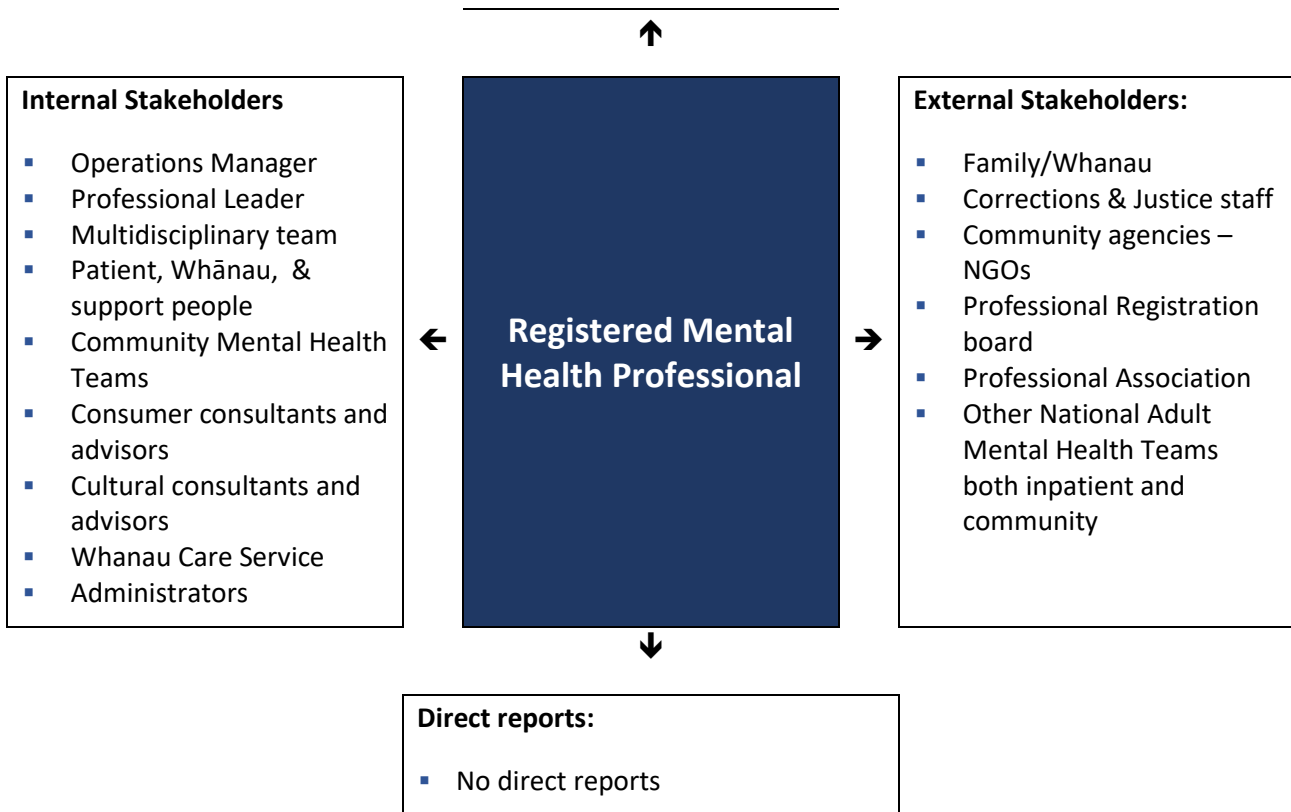 Internal Stakeholders
▪ Operations Manager
▪ Professional Leader
▪ Multidisciplinary team
▪ Patient, Whānau, &
support people
▪ Community Mental Health
Teams
▪ Consumer consultants and
advisors
▪ Cultural consultants and
advisors
▪ Whanau Care Service
▪ Administrators
Registered Mental
Health Professional
External Stakeholders:
▪ Family/Whanau
▪ Corrections & Justice staff
▪ Community agencies –
NGOs
▪ Professional Registration
board
▪ Professional Association
▪ Other National Adult
Mental Health Teams
both inpatient and
community
Direct reports:
▪ No direct reports